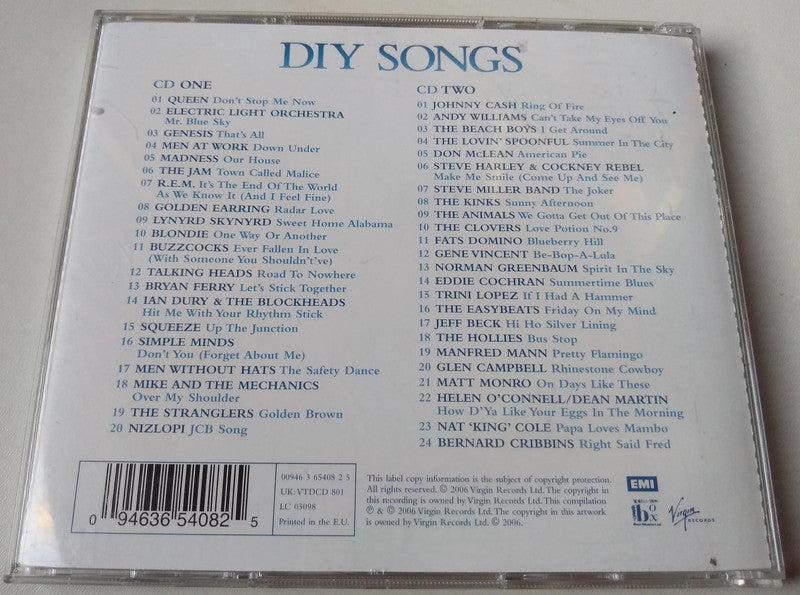 DIY SONGS
CD ONE
01 QUEEN Don't Stop Me Now
02 ELECTRIC LIGHT ORCHESTRA
Mr. Blue Sky
03 GENESIS That's All
04 MEN AT WORK Down Under
05 MADNESS Our House
06 THE JAM Town Called Malice
07 R.E.M. It's The End Of The World
As We Know It (And I Feel Fine)
08 GOLDEN EARRING Radar Love
09 LYNYRD SKYNYRD Sweet Home Alabama
10 BLONDIE One Way Or Another
11 BUZZCOCKS Ever Fallen In Love
(With Someone You Shouldn't've)
12 TALKING HEADS Road To Nowhere
13 BRYAN FERRY Let's Stick Together
14 IAN DURY & THE BLOCKHEADS
Hit Me With Your Rhythm Stick
15 SQUEEZE Up The Junction
16 SIMPLE MINDS
Don't You (Forget About Me)
17 MEN WITHOUT HATS The Safety Dance
18 MIKE AND THE MECHANICS
Over My Shoulder
19 THE STRANGLERS Golden Brown
20 NIZLOPI JCB Song
CD TWO
01 JOHNNY CASH Ring Of Fire
02 ANDY WILLIAMS Can't Take My Eyes Off You
03 THE BEACH BOYS I Get Around
04 THE LOVIN' SPOONFUL Summer In The City
05 DON McLEAN American Pie
06 STEVE HARLEY & COCKNEY REBEL
Make Me Smile (Come Up And See Me)
07 STEVE MILLER BAND The Joker
08 THE KINKS Sunny Afternoon
09 THE ANIMALS We Gotta Get Out Of This Place
10 THE CLOVERS Love Potion No.9
11 FATS DOMINO Blueberry Hill
12 GENE VINCENT Be-Bop-A-Lula
13 NORMAN GREENBAUM Spirit In The Sky
14 EDDIE COCHRAN Summertime Blues
15 TRINI LOPEZ If I Had A Hammer
16 THE EASYBEATS Friday On My Mind
17 JEFF BECK Hi Ho Silver Lining
18 THE HOLLIES Bus Stop
19 MANFRED MANN Pretty Flamingo
20 GLEN CAMPBELL Rhinestone Cowboy
21 MATT MONRO On Days Like These
22 HELEN O'CONNELL/DEAN MARTIN
How D'Ya Like Your Eggs In The Morning
23 NAT 'KING' COLE Papa Loves Mambo
24 BERNARD CRIBBINS Right Said Fred
0 94636 54082 5
00946 3 65408 2 5
UK:VTDCD 801
LC 03098
Printed in the E.U.
This label copy information is the subject of copyright protection.
All rights reserved. © 2006 Virgin Records Ltd. The copyright in
this recording is owned by Virgin Records Ltd. This compilation
℗ & © 2006 Virgin Records Ltd. The copyright in this artwork
is owned by Virgin Records Ltd. © 2006.
EMI
box
Virgin
RECORDS